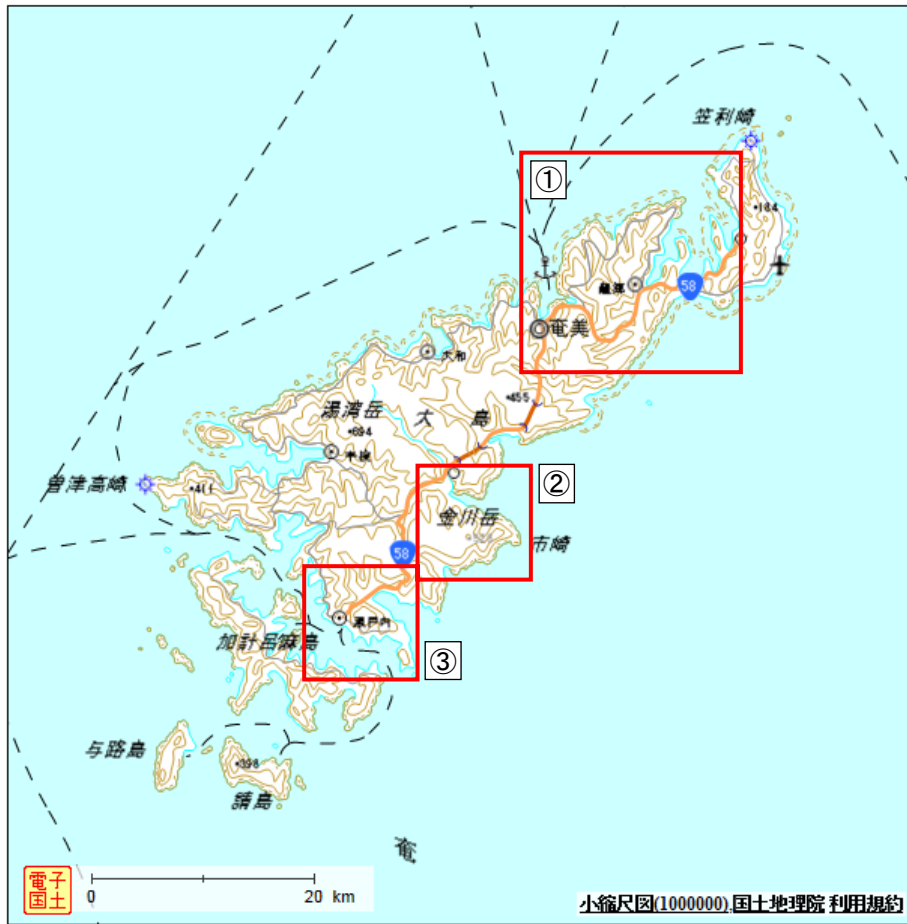 笠利崎
①
•184
58
龍郷
奄美
大和
•455
湯湾岳
大島
•694
宇検
曽津高崎
②
金川岳
市崎
58
瀬戸内
加計呂麻島
③
与路島
•398
請島
奄
電子
国土
0 20 km
小縮尺図(1000000),国土地理院 利用規約